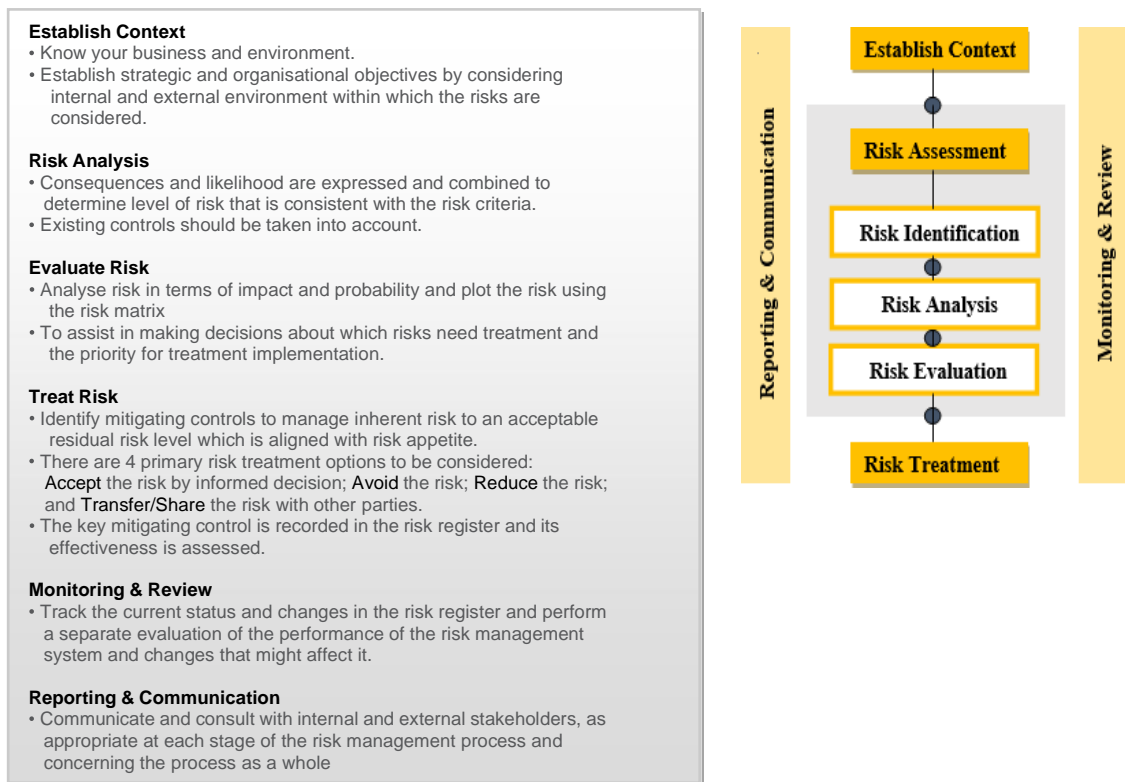 Establish Context
• Know your business and environment.
• Establish strategic and organisational objectives by considering
internal and external environment within which the risks are
considered.
Risk Analysis
• Consequences and likelihood are expressed and combined to
determine level of risk that is consistent with the risk criteria.
• Existing controls should be taken into account.
Evaluate Risk
• Analyse risk in terms of impact and probability and plot the risk using
the risk matrix
• To assist in making decisions about which risks need treatment and
the priority for treatment implementation.
Treat Risk
• Identify mitigating controls to manage inherent risk to an acceptable
residual risk level which is aligned with risk appetite.
• There are 4 primary risk treatment options to be considered:
Accept the risk by informed decision; Avoid the risk; Reduce the risk;
and Transfer/Share the risk with other parties.
• The key mitigating control is recorded in the risk register and its
effectiveness is assessed.
Monitoring & Review
• Track the current status and changes in the risk register and perform
a separate evaluation of the performance of the risk management
system and changes that might affect it.
Reporting & Communication
• Communicate and consult with internal and external stakeholders, as
appropriate at each stage of the risk management process and
concerning the process as a whole
Reporting & Communication
Establish Context
Risk Assessment
Risk Identification
Risk Analysis
Risk Evaluation
Risk Treatment
Monitoring & Review